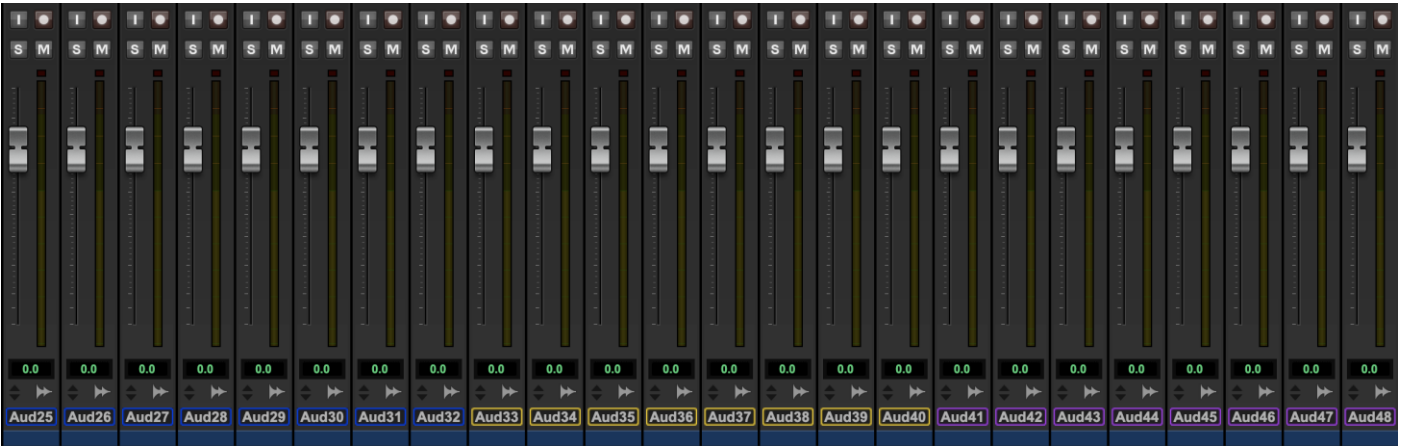 I I I I I I I I I I I I I I I I I I I I I I I I
S M S M S M S M S M S M S M S M S M S M S M S M S M S M S M S M S M S M S M S M S M S M S M S M
0.0 0.0 0.0 0.0 0.0 0.0 0.0 0.0 0.0 0.0 0.0 0.0 0.0 0.0 0.0 0.0 0.0 0.0 0.0 0.0 0.0 0.0 0.0 0.0
Aud25 Aud26 Aud27 Aud28 Aud29 Aud30 Aud31 Aud32 Aud33 Aud34 Aud35 Aud36 Aud37 Aud38 Aud39 Aud40 Aud41 Aud42 Aud43 Aud44 Aud45 Aud46 Aud47 Aud48